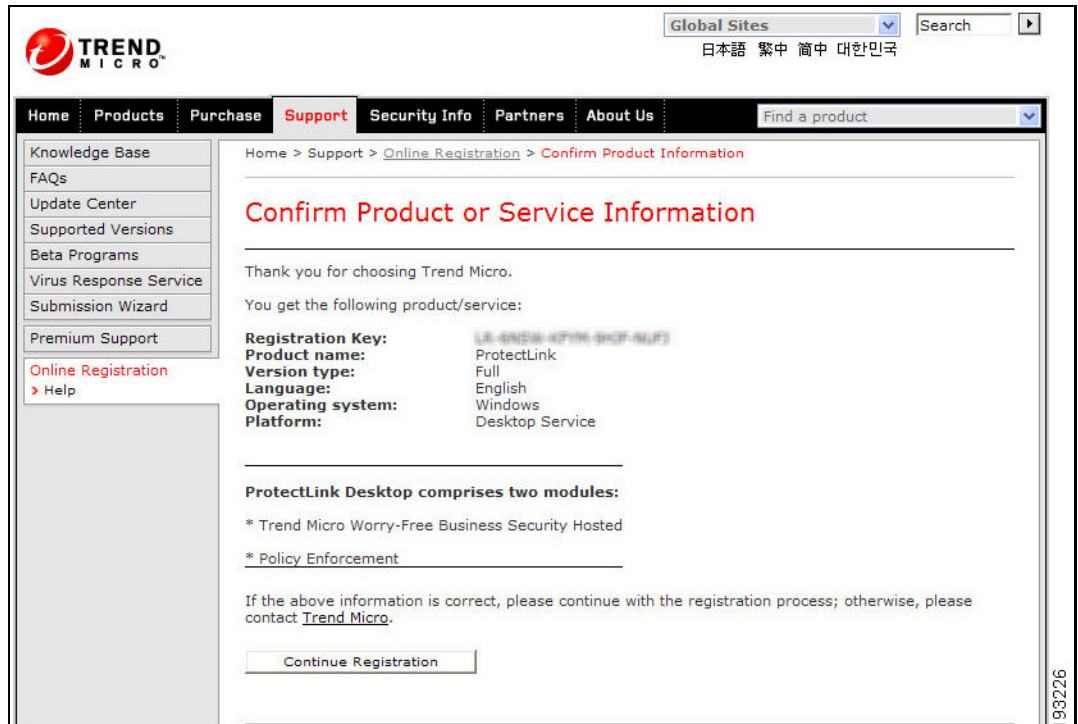 Global Sites
Search
TREND
MICRO™
日本語 繁中 简中 대한민국
Home Products Purchase Support Security Info Partners About Us
Find a product
Knowledge Base
FAQs
Update Center
Supported Versions
Beta Programs
Virus Response Service
Submission Wizard
Premium Support
Online Registration
> Help
Home > Support > Online Registration > Confirm Product Information
Confirm Product or Service Information
Thank you for choosing Trend Micro.
You get the following product/service:
Registration Key:
Product name: ProtectLink
Version type: Full
Language: English
Operating system: Windows
Platform: Desktop Service
ProtectLink Desktop comprises two modules:
* Trend Micro Worry-Free Business Security Hosted
* Policy Enforcement
If the above information is correct, please continue with the registration process; otherwise, please
contact Trend Micro.
Continue Registration
193226